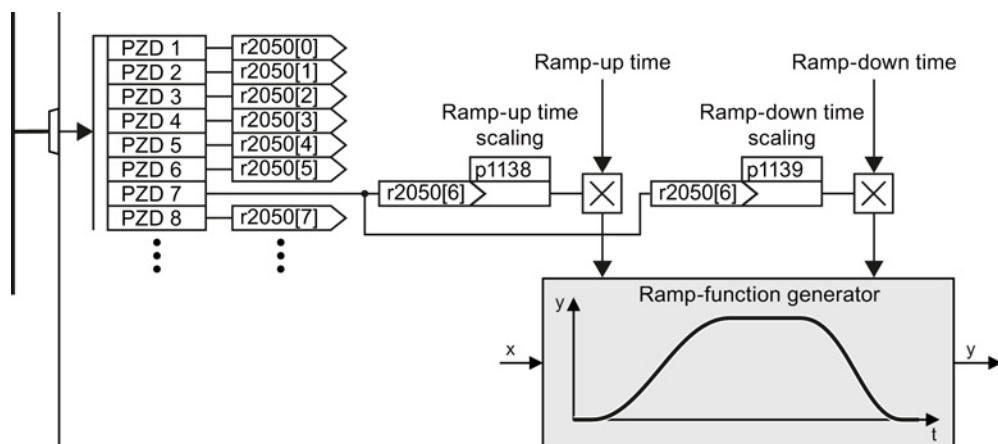 PZD 1 r2050[0]
PZD 2 r2050[1]
PZD 3 r2050[2]
PZD 4 r2050[3]
PZD 5 r2050[4]
PZD 6 r2050[5]
PZD 7
PZD 8 r2050[7]
Ramp-up time
Ramp-up time
scaling
p1138
r2050[6]
Ramp-down time
Ramp-down time
scaling
p1139
r2050[6]
Ramp-function generator
y
x
y
t